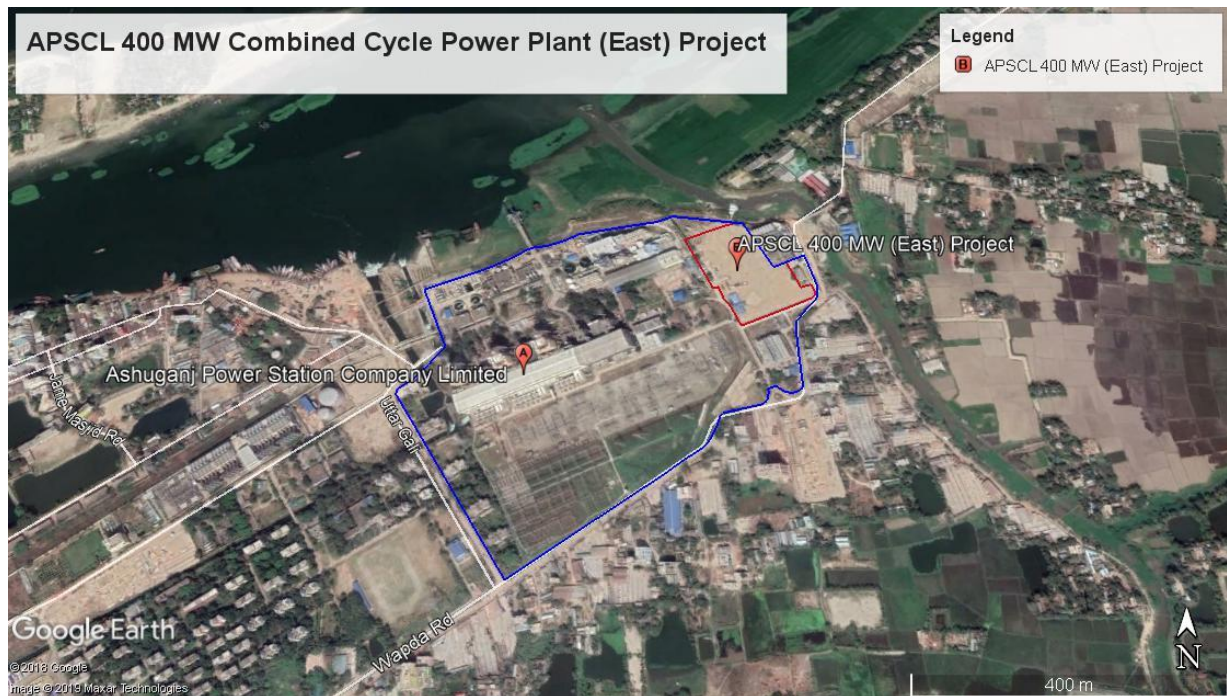 APSCL 400 MW Combined Cycle Power Plant (East) Project
Legend
B APSCL 400 MW (East) Project
APSCL 400 MW (East) Project
A
Ashuganj Power Station Company Limited
Jame Masjid Rd
Uttar Gali
Wapda Rd
Google Earth
©2018 Google
Image © 2019 Maxar Technologies
N
400 m